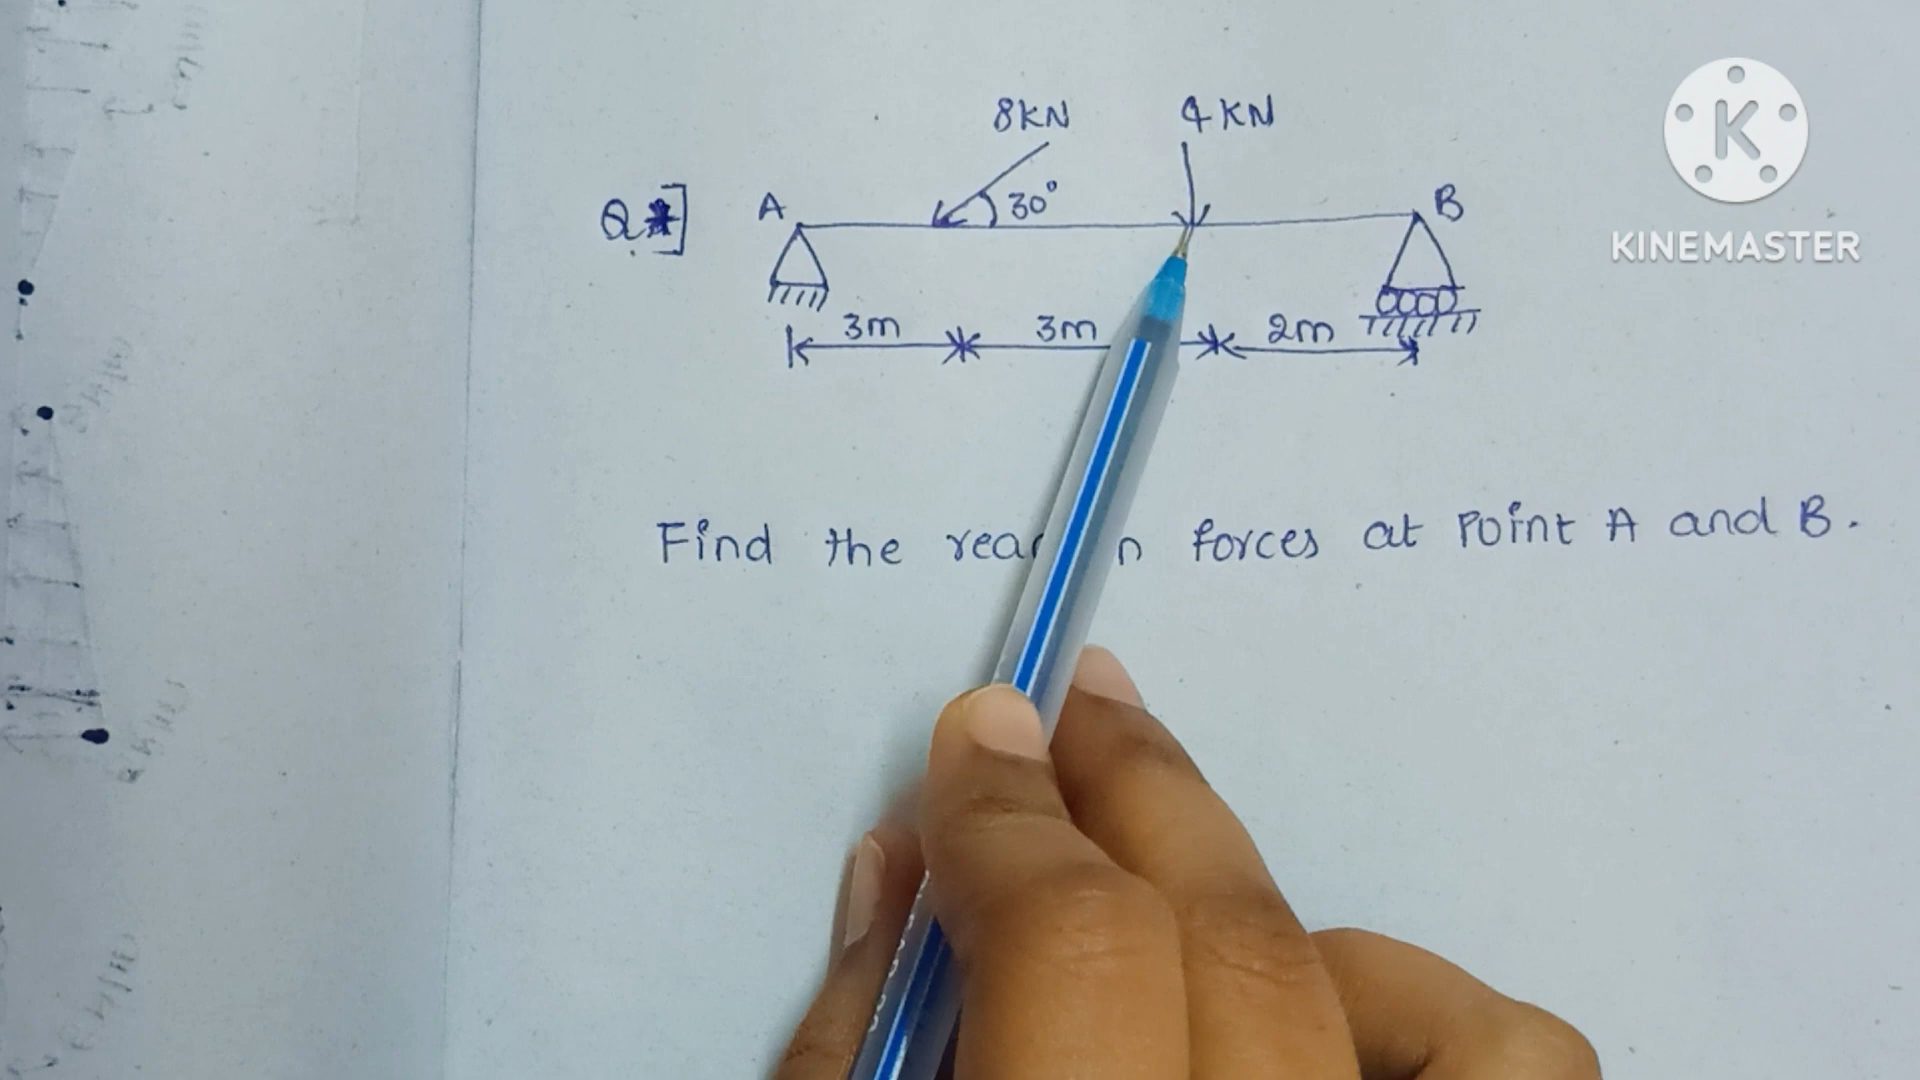 8KN 4KN
Q*] A 30° B
3m 3m 2m
Find the rea n forces at Point A and B.
K
KINEMASTER